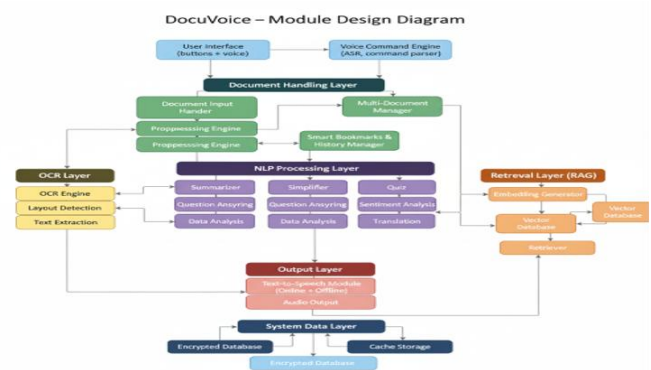 DocuVoice – Module Design Diagram
User Interface
(buttons + voice)
Voice Command Engine
(ASR, command parser)
Document Handling Layer
Document Input
Hander
Multi-Document
Manager
Proppesssing Engine
Proppesssing Engine
Smart Bookmarks &
History Manager
OCR Layer
OCR Engine
Layout Detection
Text Extraction
NLP Processing Layer
Summarizer
Simplifier
Quiz
Question Ansyring
Question Ansyring
Sentiment Analysis
Data Analysis
Data Analysis
Translation
Retreval Layer (RAG)
Embedding Generator
Vector
Database
Vector
Database
Retriever
Output Layer
Text-to-Speech Module
(Online + Offline)
Audio Output
System Data Layer
Encrypted Database
Cache Storage
Encrypted Database